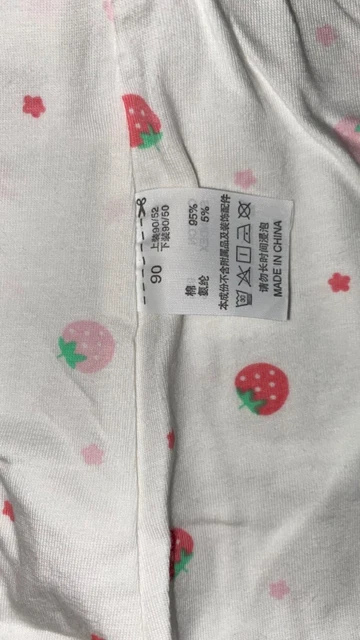 90
上装90/52
下装90/50
棉 95%
氨纶 5%
本成份不含附属品及装饰配件
请勿长时间浸泡
MADE IN CHINA